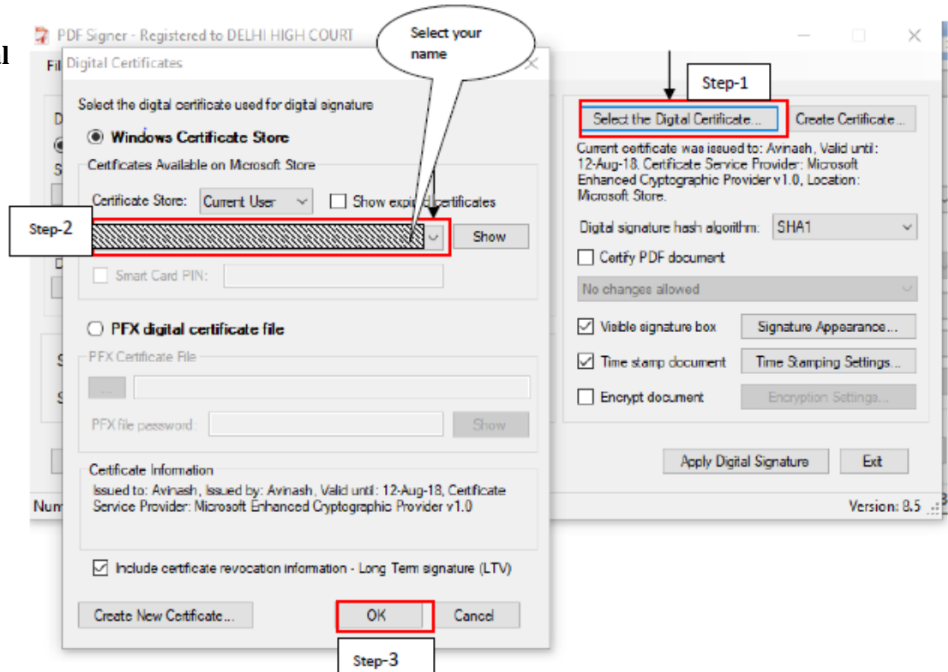 PDF Signer - Registered to DELHI HIGH COURT
Select your
name
Fil
Digital Certificates
Select the digital certificate used for digital signature
Windows Certificate Store
Certificates Available on Microsoft Store
Certificate Store:
Current User
Show expired certificates
Step-2
Show
Smart Card PIN:
PFX digital certificate file
PFX Certificate File
...
PFX file password:
Show
Certificate Information
Issued to: Avinash, Issued by: Avinash, Valid until: 12-Aug-18, Certificate
Service Provider: Microsoft Enhanced Cryptographic Provider v1.0
Num
Include certificate revocation information - Long Term signature (LTV)
Create New Certificate...
OK
Cancel
Step-3
Step-1
Select the Digital Certificate...
Create Certificate...
Current certificate was issued to: Avinash, Valid until:
12-Aug-18. Certificate Service Provider: Microsoft
Enhanced Cryptographic Provider v1.0, Location:
Microsoft Store.
Digital signature hash algorithm:
SHA1
Certify PDF document
No changes allowed
Visible signature box
Signature Appearance...
Time stamp document
Time Stamping Settings...
Encrypt document
Encryption Settings...
Apply Digital Signature
Exit
Version: 8.5